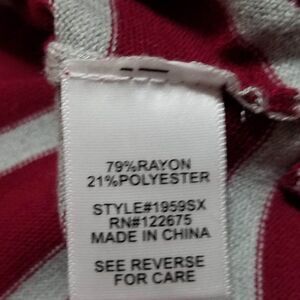 79%RAYON
21%POLYESTER
STYLE#1959SX
RN#122675
MADE IN CHINA
SEE REVERSE
FOR CARE